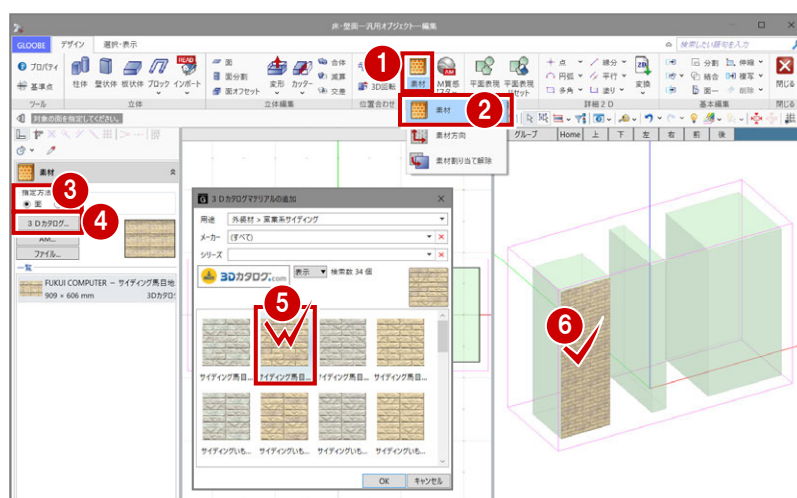 床-壁面-汎用オブジェクト-編集
GLOOBE デザイン 選択・表示 検索したい語句を入力
プロパティ 面 合体 点 線分 分割 伸縮
面分割 減算 円弧 平行 結合 複写
基準点 柱体 壁状体 板状体 ブロック インポート 面オフセット 変形 カッター 交差 3D回転 素材 M質感 平面表現 平面表現 多角 塗り 変換 面一 削除 閉じる
ツール 立体 立体編集 位置合わせ 詳細2D 基本編集 閉じる
対象の面を指定してください。
1
素材
2
素材方向
素材割り当て解除
グループ Home 上 下 左 右 前 後
素材
指定方法
面
3
3Dカタログ...
4
AM...
ファイル...
一覧
FUKUI COMPUTER - サイディング馬目地
909 × 606 mm 3Dカタロ
3Dカタログマテリアルの追加
用途 外装材 > 窯業系サイディング
メーカー (すべて)
シリーズ
3Dカタログ.com 表示 検索数 34 個
5
サイディング馬目... サイディング馬目... サイディング馬目... サイディング馬目...
サイディングいも... サイディングいも... サイディングいも... サイディングいも...
OK キャンセル
6